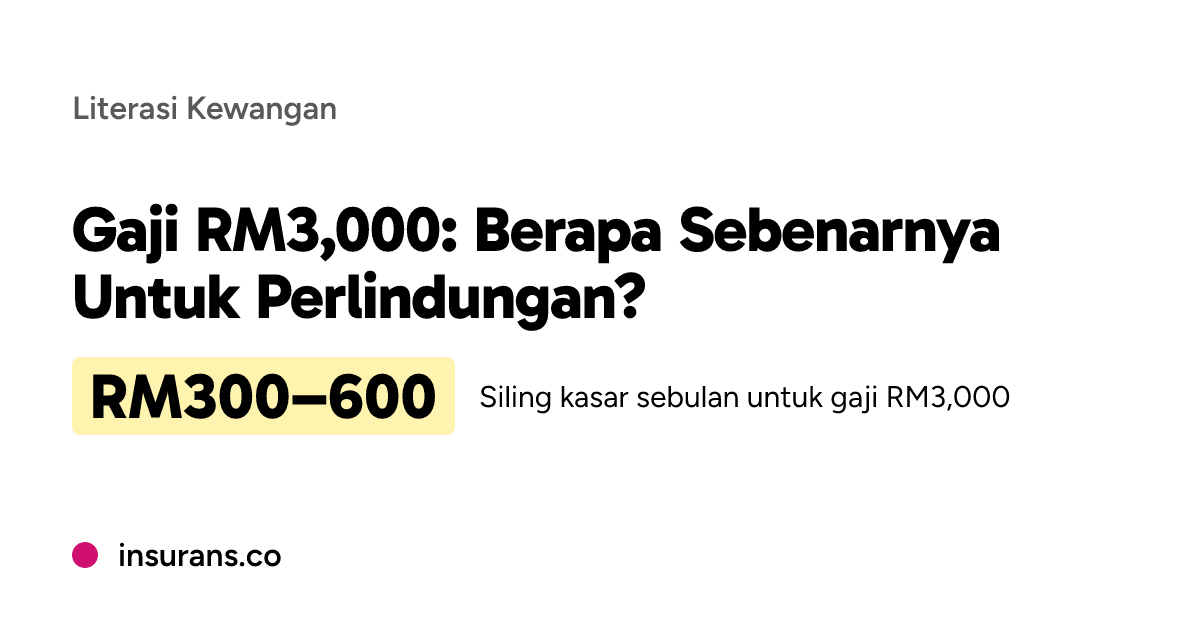 Literasi Kewangan
Gaji RM3,000: Berapa Sebenarnya
Untuk Perlindungan?
RM300–600
Siling kasar sebulan untuk gaji RM3,000
insurans.co